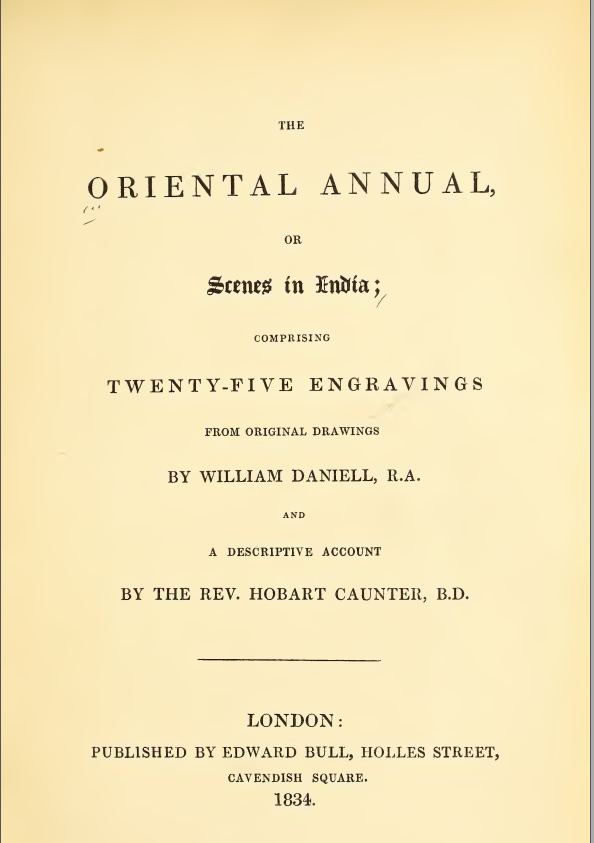 THE
ORIENTAL ANNUAL,
OR
Scenes in India;
COMPRISING
TWENTY-FIVE ENGRAVINGS
FROM ORIGINAL DRAWINGS
BY WILLIAM DANIELL, R.A.
AND
A DESCRIPTIVE ACCOUNT
BY THE REV. HOBART CAUNTER, B.D.
LONDON:
PUBLISHED BY EDWARD BULL, HOLLES STREET,
CAVENDISH SQUARE.
1834.